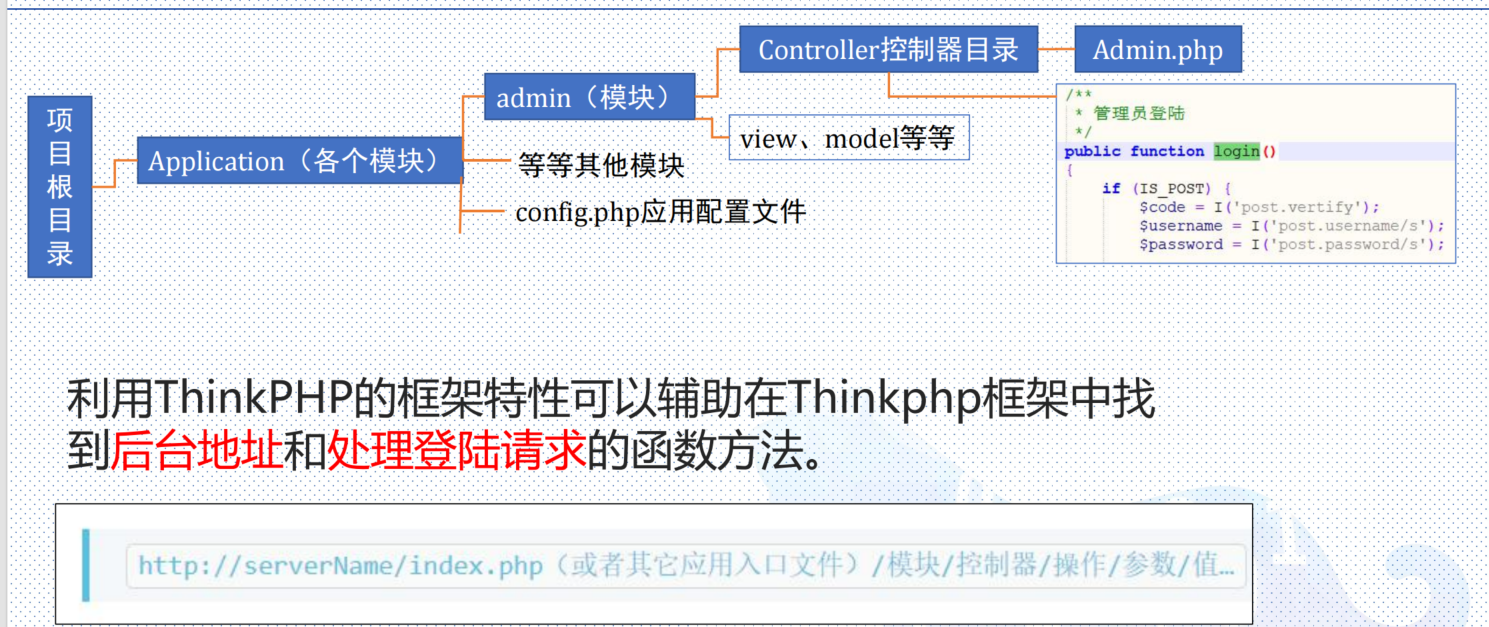 项目根目录
Application（各个模块）
admin（模块）
Controller控制器目录
Admin.php
view、model等等
等等其他模块
config.php应用配置文件
/**
* 管理员登陆
*/
public function login()
{
if (IS_POST) {
$code = I('post.vertify');
$username = I('post.username/s');
$password = I('post.password/s');
利用ThinkPHP的框架特性可以辅助在Thinkphp框架中找
到后台地址和处理登陆请求的函数方法。
http://serverName/index.php（或者其它应用入口文件）/模块/控制器/操作/参数/值…